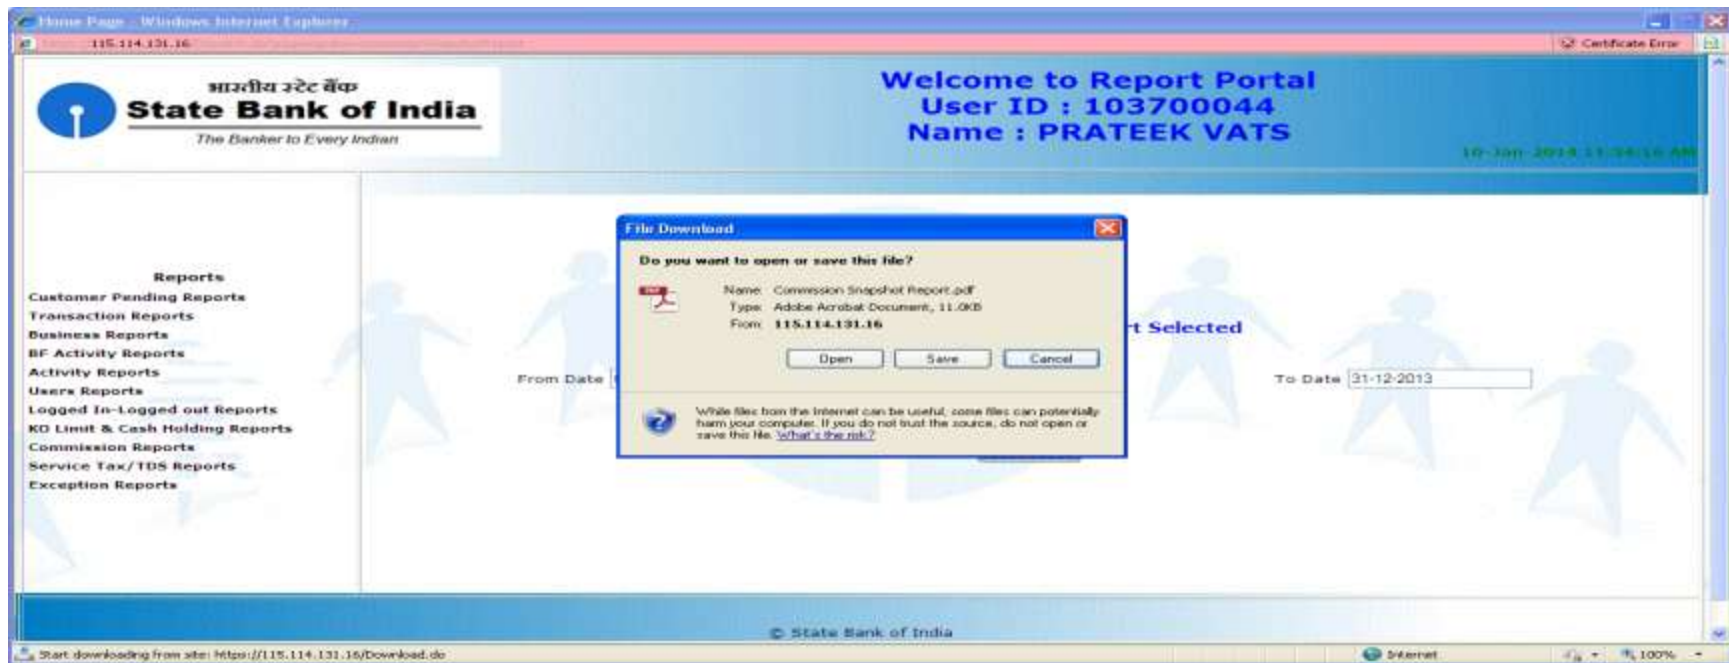 Home Page - Windows Internet Explorer
115.114.131.16
Certificate Error
भारतीय स्टेट बैंक
State Bank of India
The Banker to Every Indian
Welcome to Report Portal
User ID : 103700044
Name : PRATEEK VATS
10-Jan-2014
Reports
Customer Pending Reports
Transaction Reports
Business Reports
BF Activity Reports
Activity Reports
Users Reports
Logged In-Logged out Reports
KO Limit & Cash Holding Reports
Commission Reports
Service Tax/TDS Reports
Exception Reports
File Download
Do you want to open or save this file?
Name: Commission Snapshot Report.pdf
Type: Adobe Acrobat Document, 11.0KB
From: 115.114.131.16
Open Save Cancel
While files from the Internet can be useful, some files can potentially
harm your computer. If you do not trust the source, do not open or
save this file. What's the risk?
t Selected
From Date
To Date 31-12-2013
© State Bank of India
Start downloading from site: https://115.114.131.16/Download.do
Internet
100%